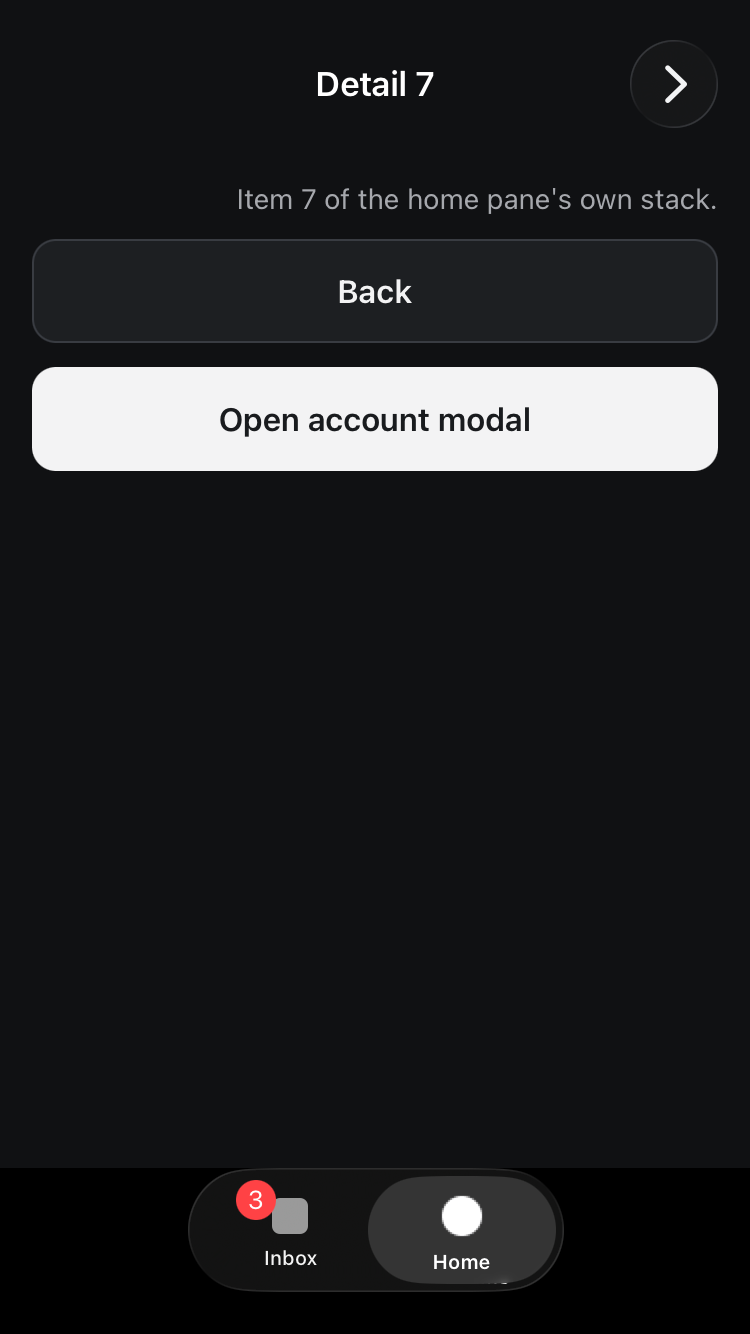 Detail 7
Item 7 of the home pane's own stack.
Back
Open account modal
3
Inbox
Home